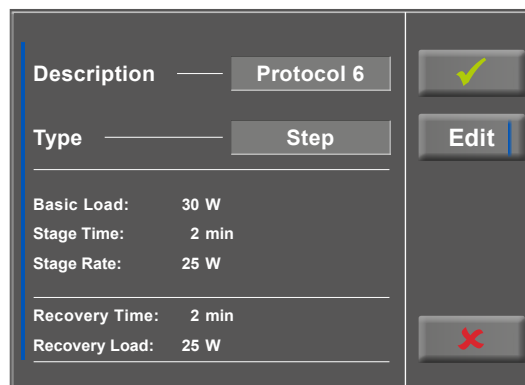 Description Protocol 6
Type Step
Edit
Basic Load: 30 W
Stage Time: 2 min
Stage Rate: 25 W
Recovery Time: 2 min
Recovery Load: 25 W